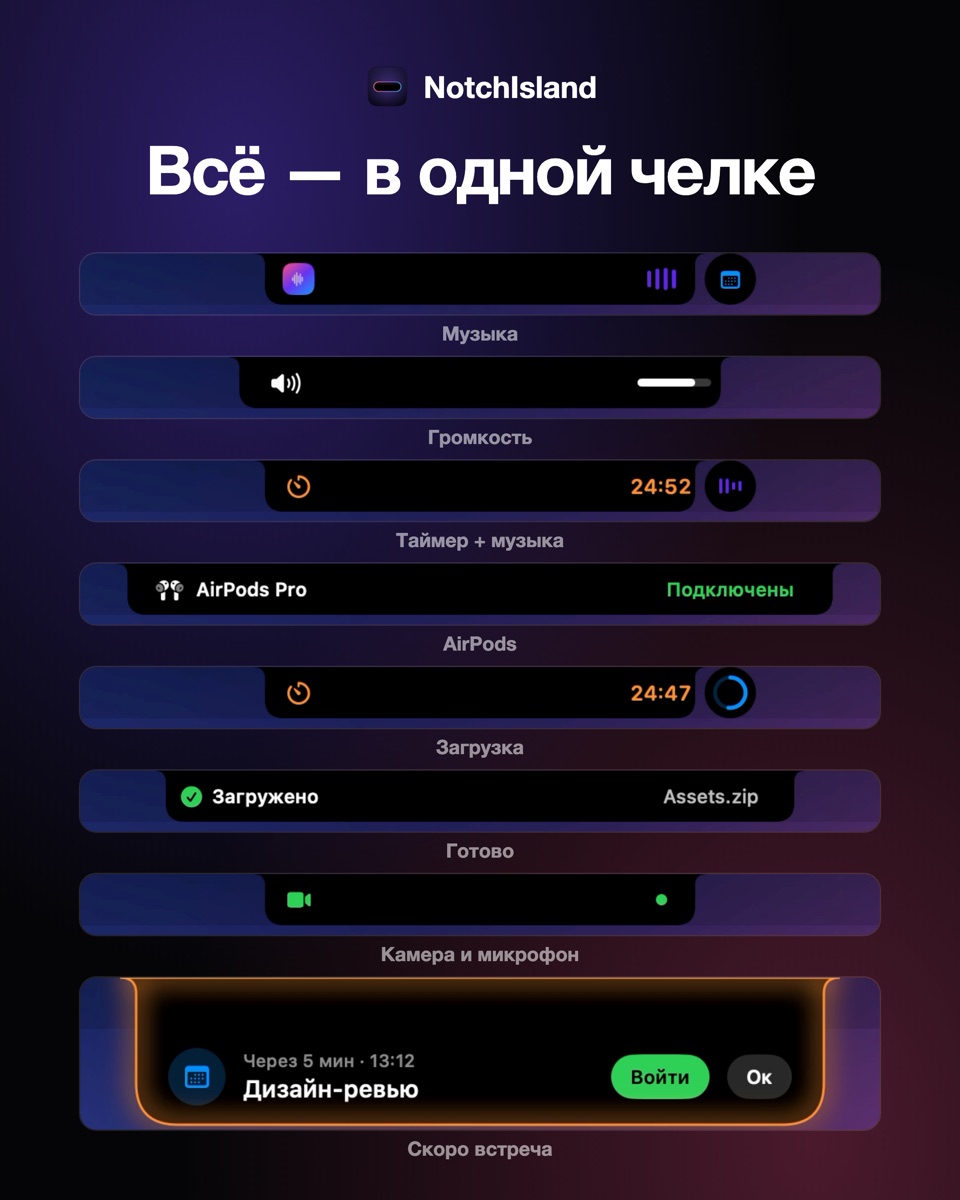 NotchIsland
Всё — в одной челке
Музыка
Громкость
24:52
Таймер + музыка
AirPods Pro
Подключены
AirPods
24:47
Загрузка
Загружено
Assets.zip
Готово
Камера и микрофон
Через 5 мин · 13:12
Дизайн-ревью
Войти
Ок
Скоро встреча